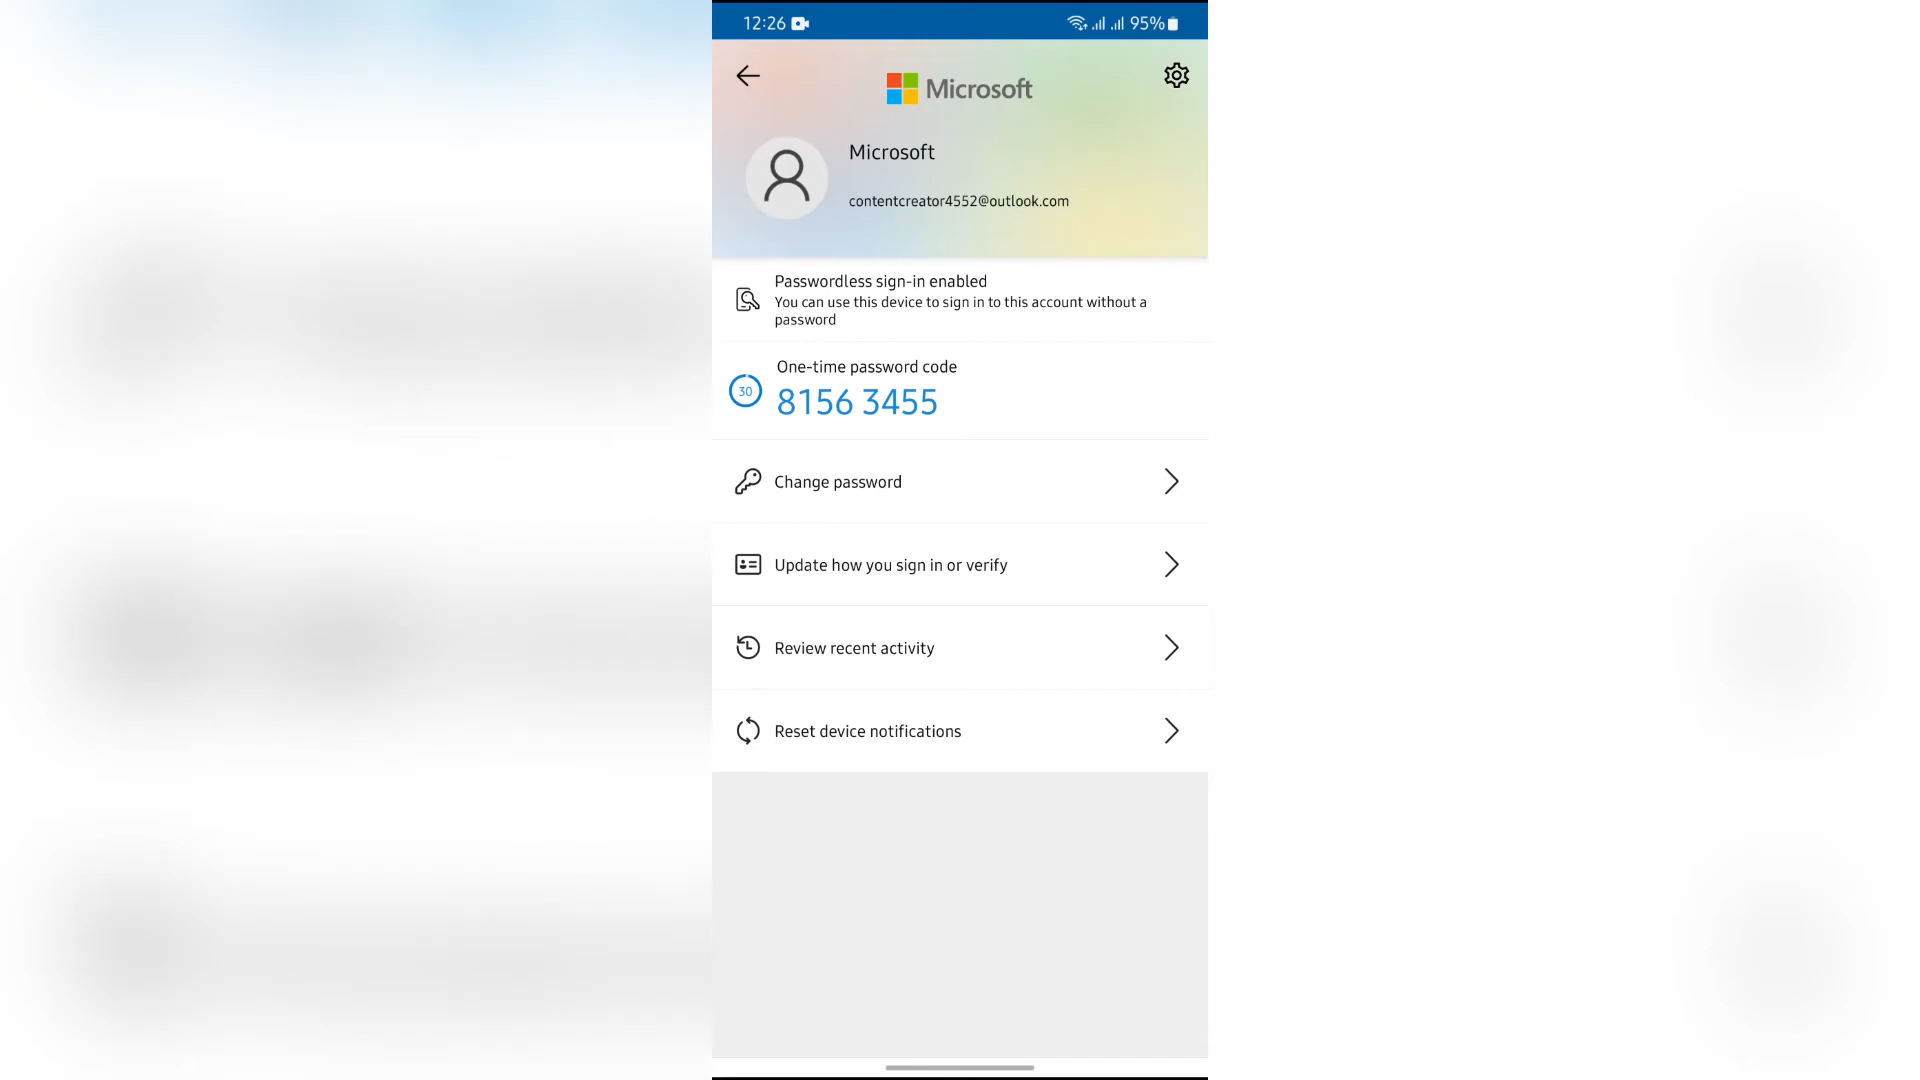 12:26 95%
Microsoft
Microsoft
contentcreator4552@outlook.com
Passwordless sign-in enabled
You can use this device to sign in to this account without a
password
One-time password code
30
8156 3455
Change password
Update how you sign in or verify
Review recent activity
Reset device notifications